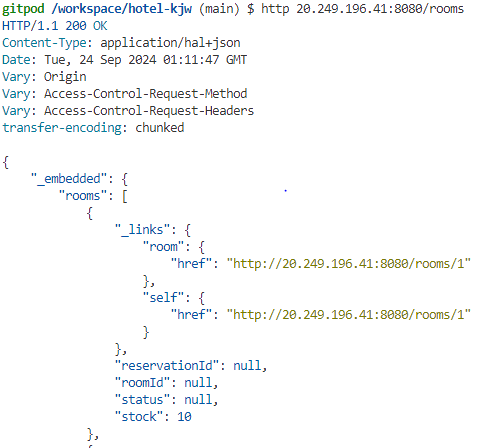 gitpod /workspace/hotel-kjw (main) $ http 20.249.196.41:8080/rooms
HTTP/1.1 200 OK
Content-Type: application/hal+json
Date: Tue, 24 Sep 2024 01:11:47 GMT
Vary: Origin
Vary: Access-Control-Request-Method
Vary: Access-Control-Request-Headers
transfer-encoding: chunked

{
    "_embedded": {
        "rooms": [
            {
                "_links": {
                    "room": {
                        "href": "http://20.249.196.41:8080/rooms/1"
                    },
                    "self": {
                        "href": "http://20.249.196.41:8080/rooms/1"
                    }
                },
                "reservationId": null,
                "roomId": null,
                "status": null,
                "stock": 10
            },